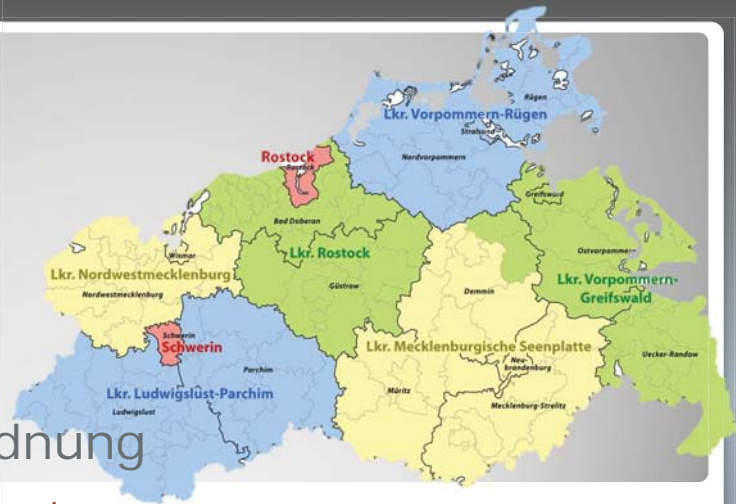 Rügen
Lkr. Vorpommern-Rügen
Stralsund
Nordvorpommern
Rostock
Rostock
Greifswald
Bad Doberan
Wismar
Lkr. Rostock
Ostvorpommern
Lkr. Nordwestmecklenburg
Nordwestmecklenburg
Güstrow
Demmin
Lkr. Vorpommern-
Greifswald
Schwerin
Schwerin
Lkr. Mecklenburgische Seenplatte
Uecker-Randow
Parchim
Neu-
brandenburg
Lkr. Ludwigslust-Parchim
Müritz
Ludwigslust
Mecklenburg-Strelitz
dnung